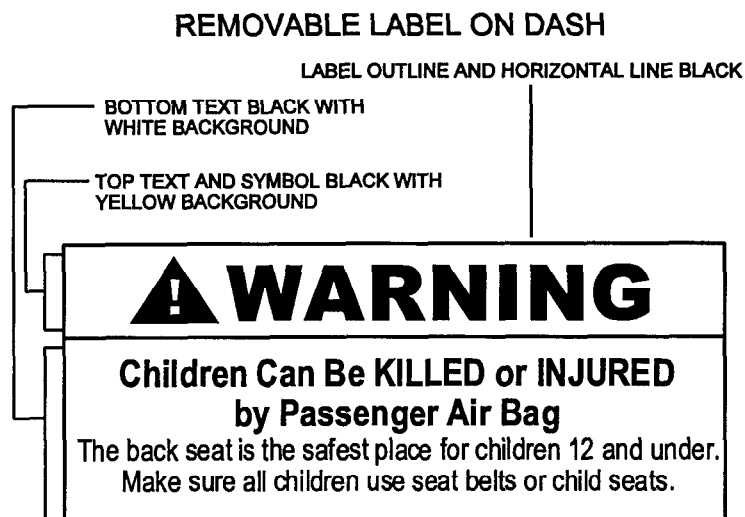 REMOVABLE LABEL ON DASH
LABEL OUTLINE AND HORIZONTAL LINE BLACK
BOTTOM TEXT BLACK WITH
WHITE BACKGROUND
TOP TEXT AND SYMBOL BLACK WITH
YELLOW BACKGROUND
WARNING
Children Can Be KILLED or INJURED
by Passenger Air Bag
The back seat is the safest place for children 12 and under.
Make sure all children use seat belts or child seats.